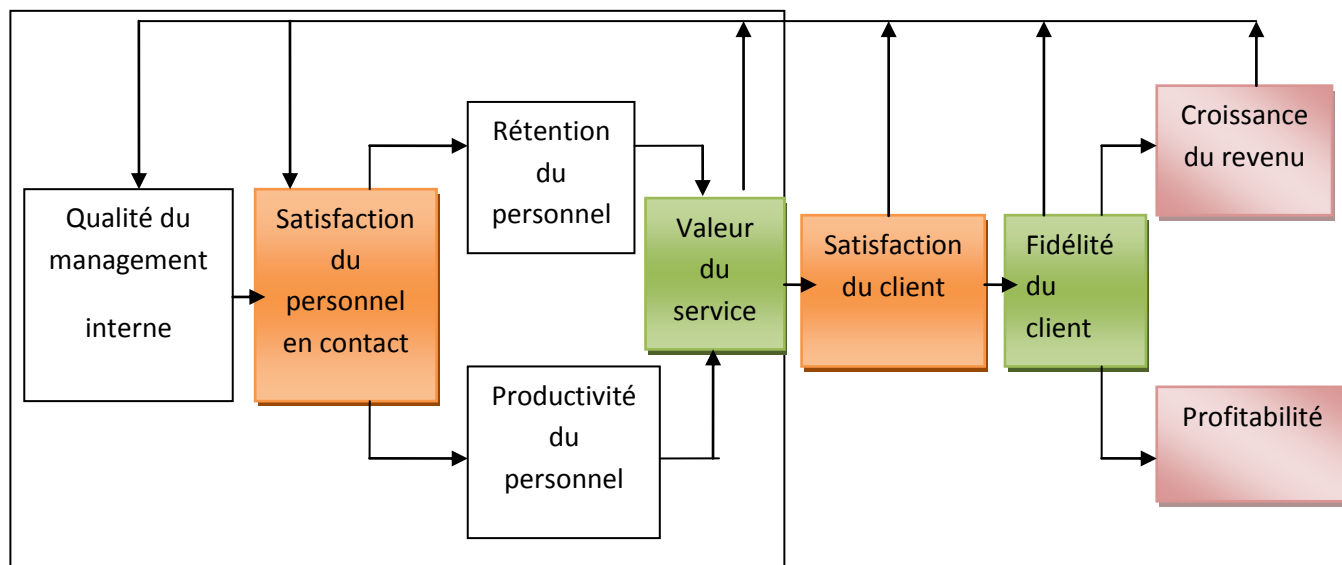 Qualité du
management
interne
Satisfaction
du
personnel
en contact
Rétention
du
personnel
Productivité
du
personnel
Valeur
du
service
Satisfaction
du client
Fidélité
du
client
Croissance
du revenu
Profitabilité